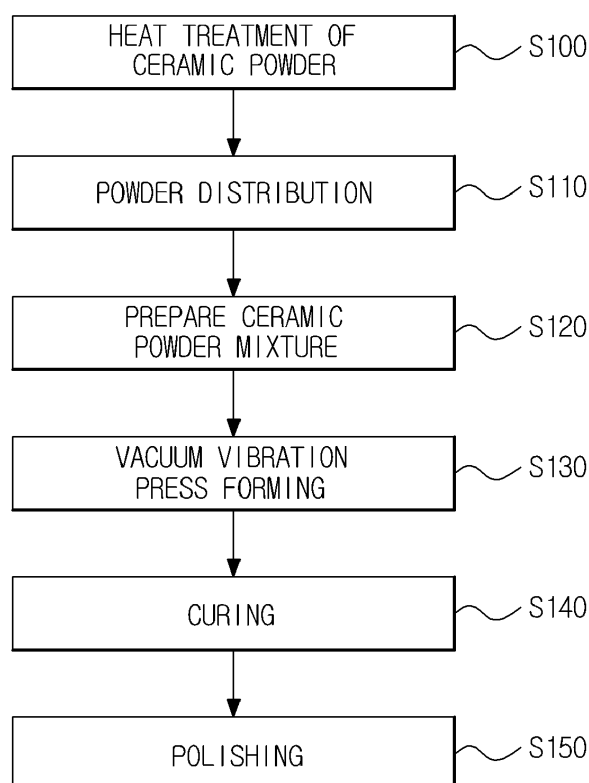 HEAT TREATMENT OF
CERAMIC POWDER
S100
POWDER DISTRIBUTION
S110
PREPARE CERAMIC
POWDER MIXTURE
S120
VACUUM VIBRATION
PRESS FORMING
S130
CURING
S140
POLISHING
S150